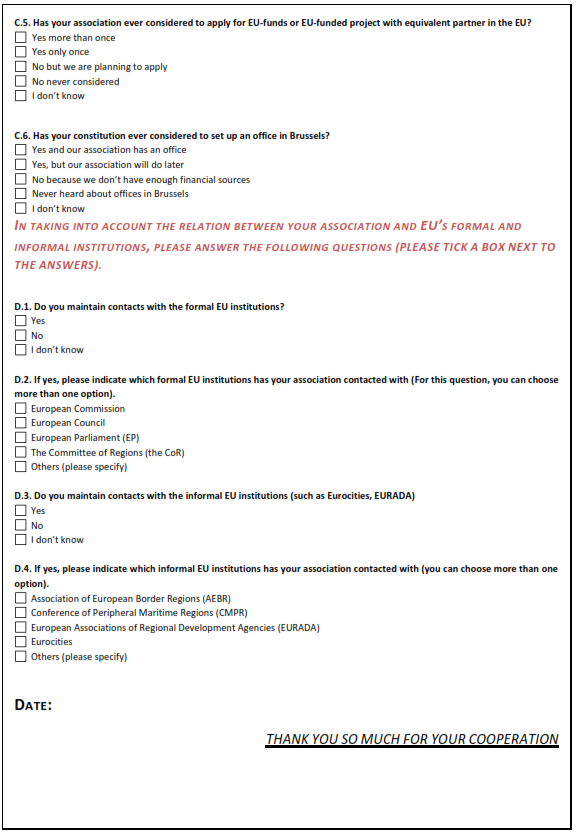 C.5. Has your association ever considered to apply for EU-funds or EU-funded project with equivalent partner in the EU?
Yes more than once
Yes only once
No but we are planning to apply
No never considered
I don't know
C.6. Has your constitution ever considered to set up an office in Brussels?
Yes and our association has an office
Yes, but our association will do later
No because we don't have enough financial sources
Never heard about offices in Brussels
I don't know
IN TAKING INTO ACCOUNT THE RELATION BETWEEN YOUR ASSOCIATION AND EU'S FORMAL AND
INFORMAL INSTITUTIONS, PLEASE ANSWER THE FOLLOWING QUESTIONS (PLEASE TICK A BOX NEXT TO
THE ANSWERS).
D.1. Do you maintain contacts with the formal EU institutions?
Yes
No
I don't know
D.2. If yes, please indicate which formal EU institutions has your association contacted with (For this question, you can choose
more than one option).
European Commission
European Council
European Parliament (EP)
The Committee of Regions (the CoR)
Others (please specify)
D.3. Do you maintain contacts with the informal EU institutions (such as Eurocities, EURADA)
Yes
No
I don't know
D.4. If yes, please indicate which informal EU institutions has your association contacted with (you can choose more than one
option).
Association of European Border Regions (AEBR)
Conference of Peripheral Maritime Regions (CMPR)
European Associations of Regional Development Agencies (EURADA)
Eurocities
Others (please specify)
DATE:
THANK YOU SO MUCH FOR YOUR COOPERATION